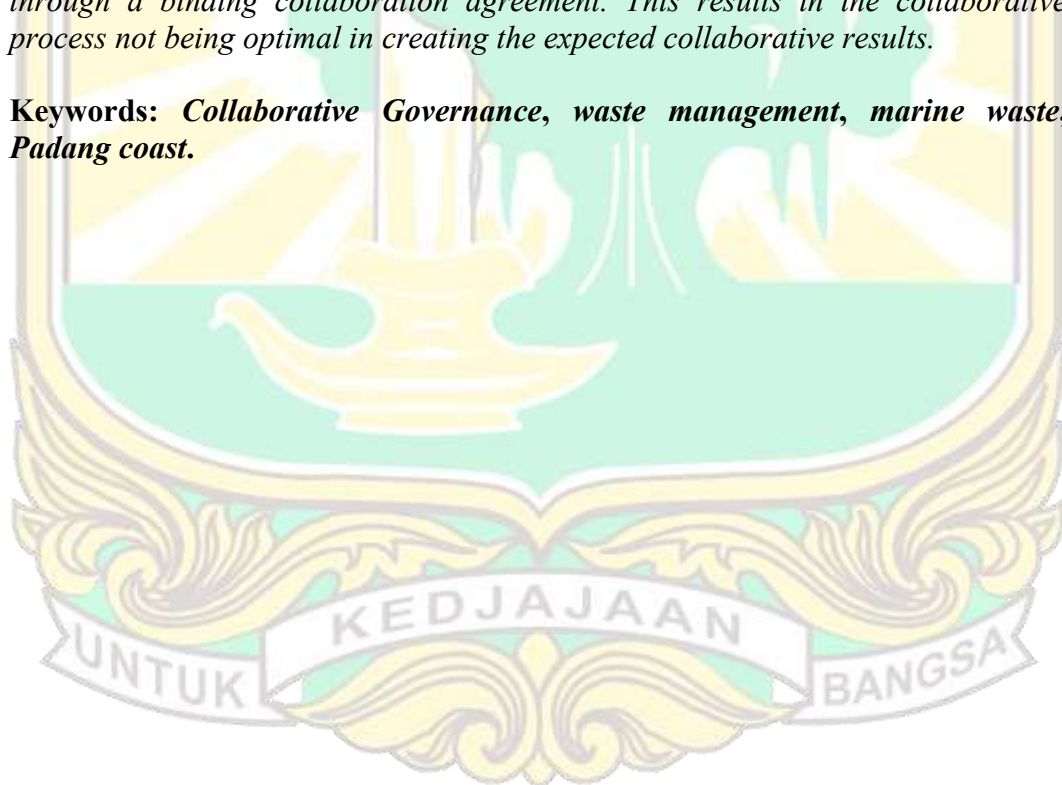 through a binding collaboration agreement. This results in the collaborative
process not being optimal in creating the expected collaborative results.
Keywords: Collaborative Governance, waste management, marine waste,
Padang coast.
UNTUK KEDJAJAAN BANGSA